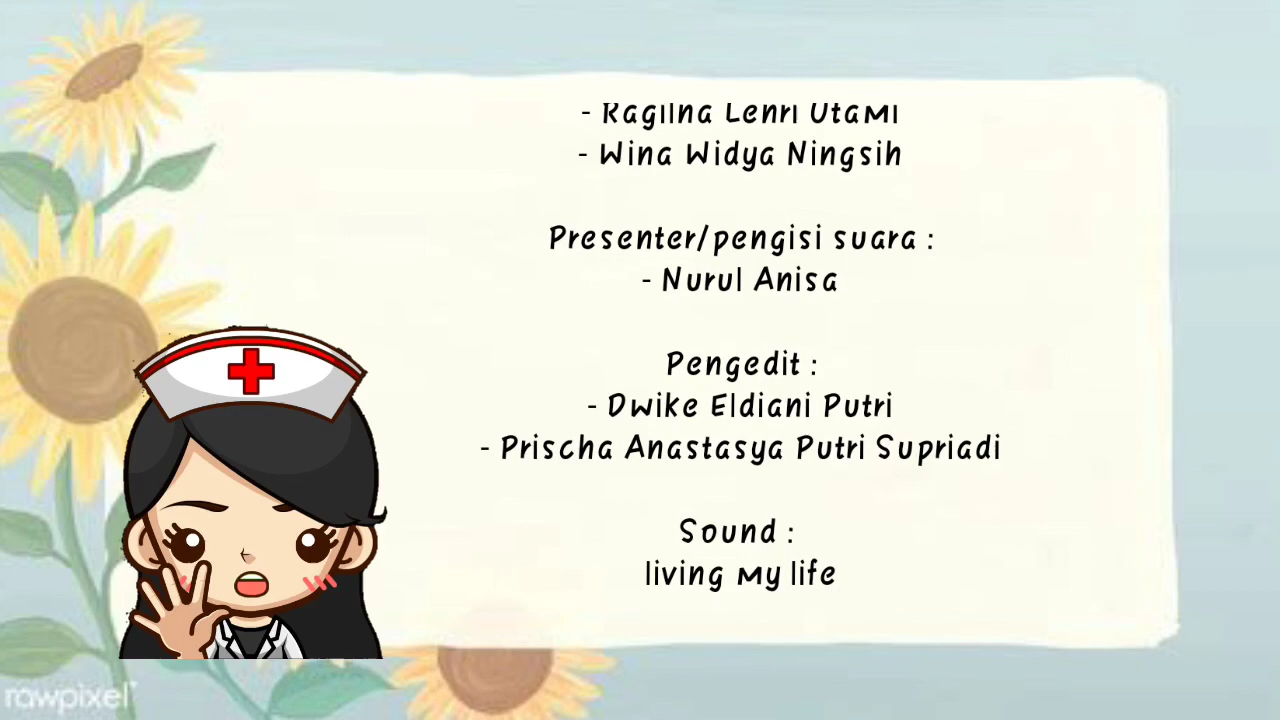 - Ragilna Lenri Utami
- Wina Widya Ningsih
Presenter/pengisi suara :
- Nurul Anisa
Pengedit :
- Dwike Eldiani Putri
- Prischa Anastasya Putri Supriadi
Sound :
living my life
rawpixel